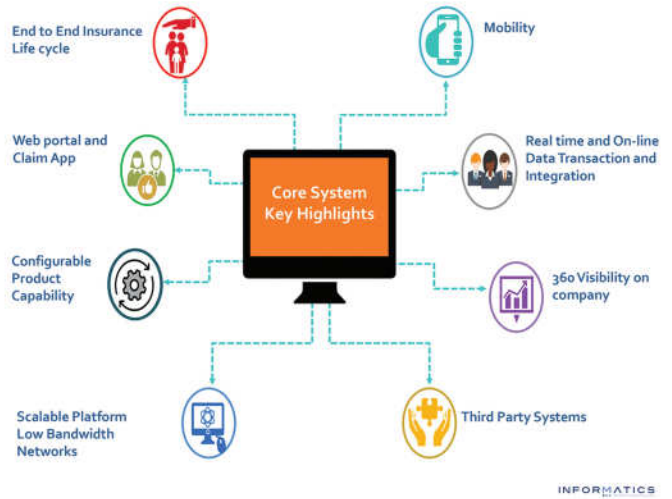 End to End Insurance
Life cycle
Mobility
Web portal and
Claim App
Real time and On-line
Data Transaction and
Integration
Core System
Key Highlights
Configurable
Product
Capability
360 Visibility on
company
Scalable Platform
Low Bandwidth
Networks
Third Party Systems
INFORMATICS